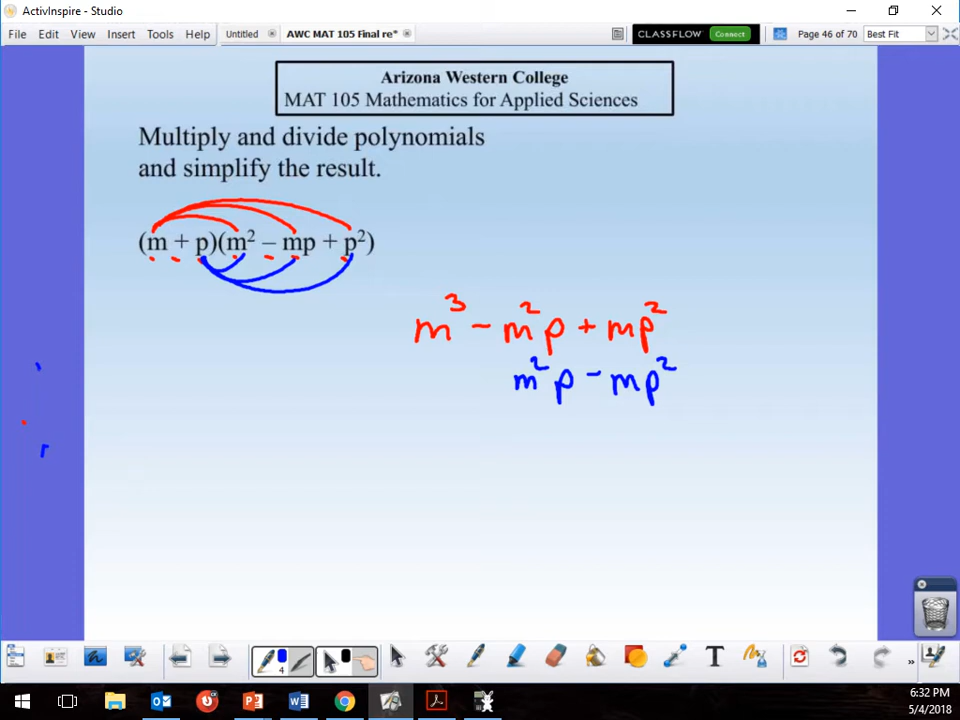 ActivInspire - Studio
File Edit View Insert Tools Help Untitled AWC MAT 105 Final re* CLASSFLOW Connect Page 46 of 70 Best Fit
Arizona Western College
MAT 105 Mathematics for Applied Sciences
Multiply and divide polynomials
and simplify the result.
(m + p)(m² – mp + p²)
m³ - m²p + mp²
m²p - mp²
4
T
»
6:32 PM
5/4/2018